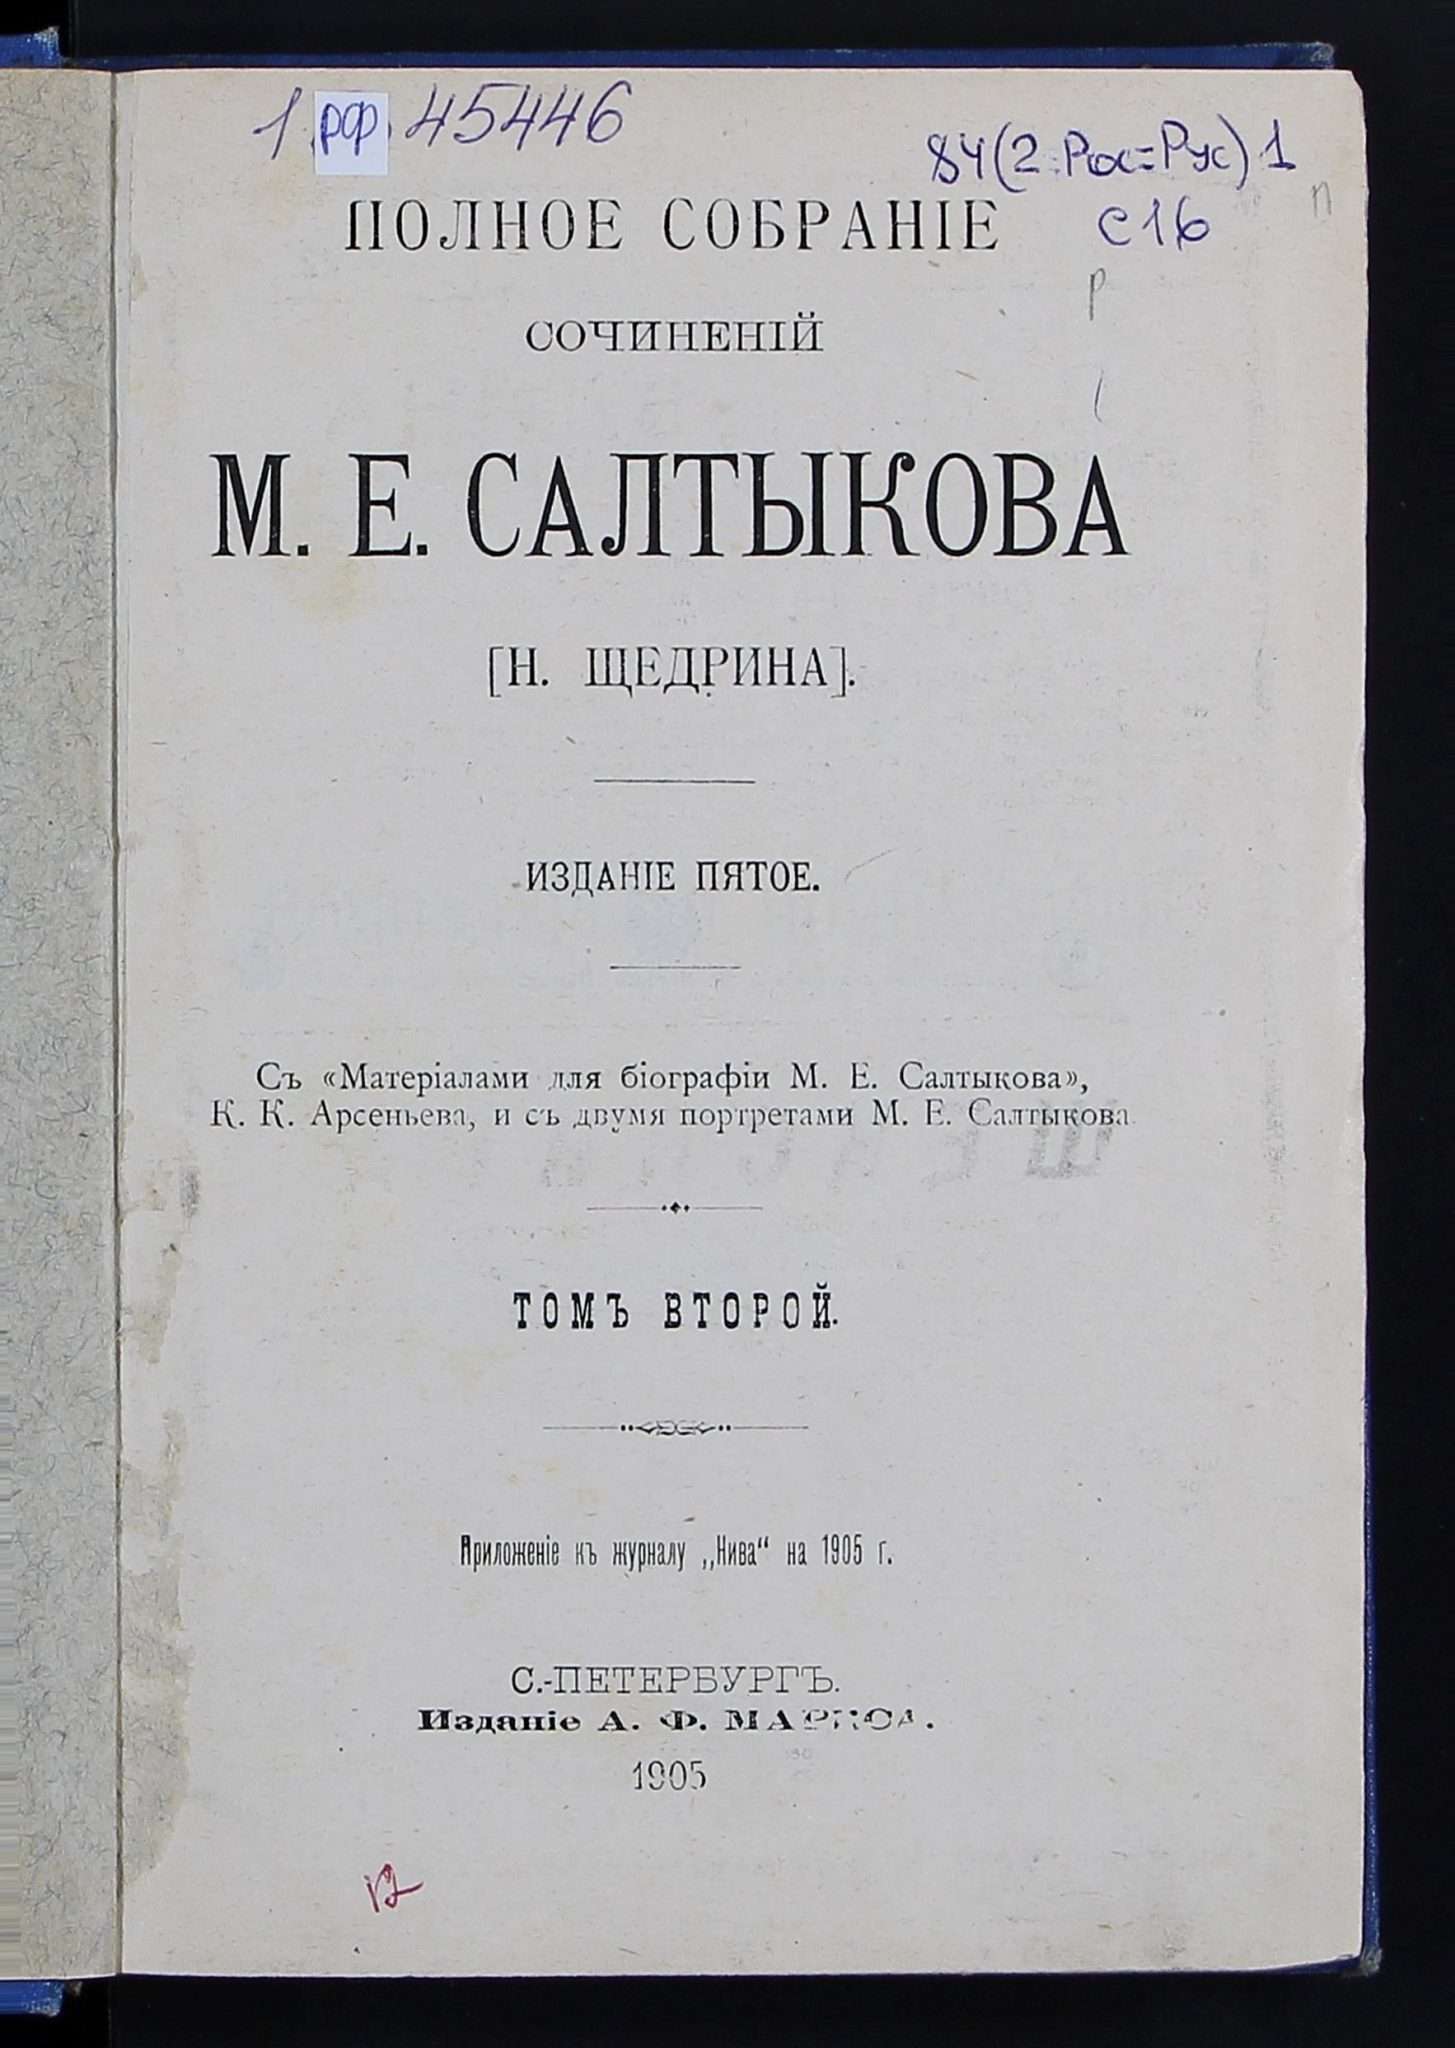 1 рф 45446
84(2=Рос=Рус)1
С16
п
р
ПОЛНОЕ СОБРАНІЕ
СОЧИНЕНІЙ
М. Е. САЛТЫКОВА
[Н. ЩЕДРИНА].
ИЗДАНІЕ ПЯТОЕ.
Съ «Матеріалами для біографіи М. Е. Салтыкова»,
К. К. Арсеньева, и съ двумя портретами М. Е. Салтыкова
ТОМЪ ВТОРОЙ.
Приложеніе къ журналу „Нива“ на 1905 г.
С.-ПЕТЕРБУРГЪ.
Изданіе А. Ф. МАРКСА.
1905